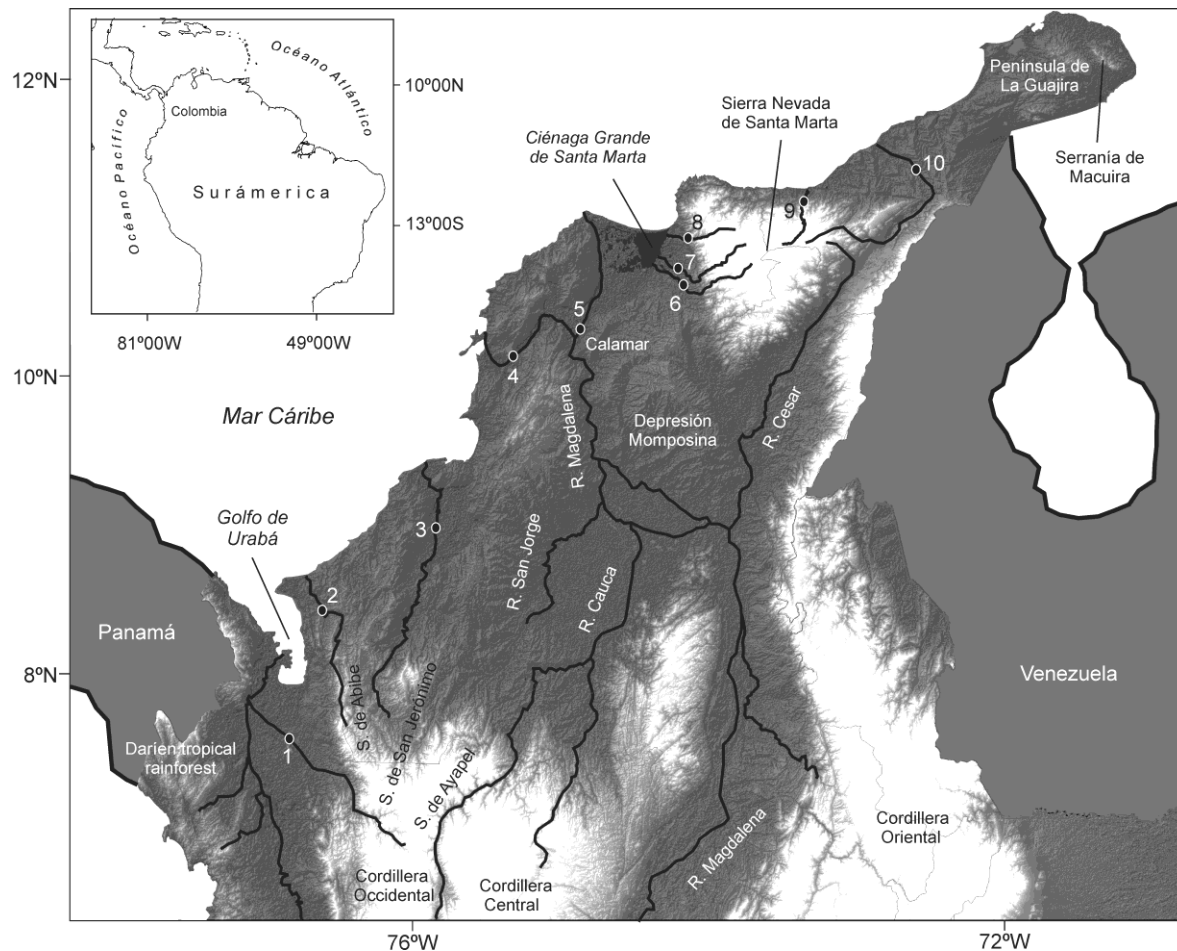 Océano Atlántico
10ºN
10º00'N
Colombia
Océano Pacífico
Surámerica
13º00'S
81º00W
49º00W
12ºN
Península de
La Guajira
Sierra Nevada
de Santa Marta
Ciénaga Grande
de Santa Marta
Serranía de
Macuira
10
9
8
7
6
5
Calamar
4
Mar Cáribe
R. Magdalena
Depresión
Momposina
R. Cesar
Golfo de
Urabá
3
R. San Jorge
R. Cauca
2
Panamá
8ºN
Venezuela
S. de Abibe
S. de San Jerónimo
S. de Ayapel
Darien tropical
rainforest
1
R. Magdalena
Cordillera
Oriental
Cordillera
Occidental
Cordillera
Central
76ºW
72ºW